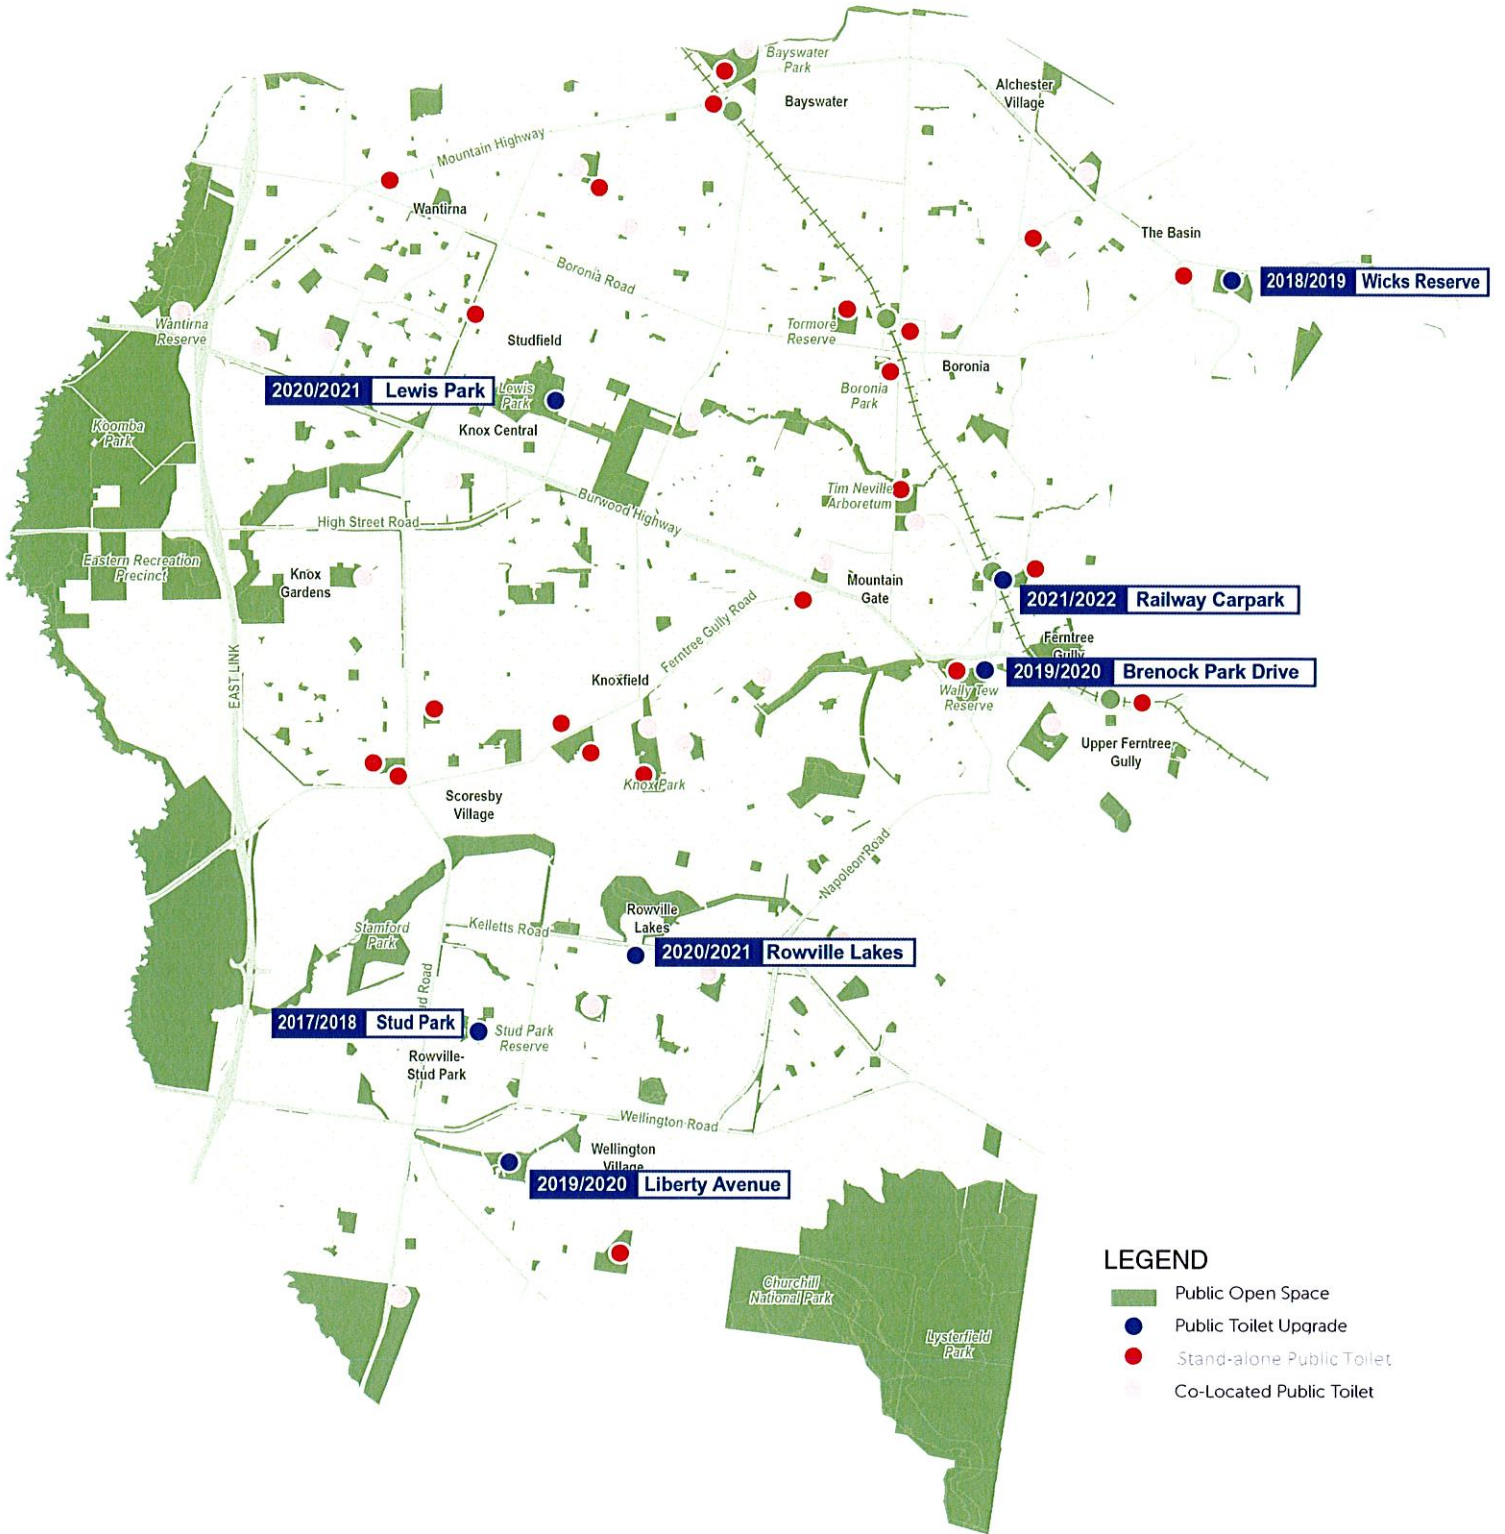 Bayswater
Park
Bayswater
Alchester
Village
Mountain Highway
Wantirna
The Basin
Boronia Road
2018/2019 Wicks Reserve
Wantirna
Reserve
Tormore
Reserve
Studfield
Boronia
2020/2021 Lewis Park
Lewis
Park
Boronia
Park
Koomba
Park
Knox Central
Tim Neville
Arboretum
Burwood Highway
High Street Road
Eastern Recreation
Precinct
Knox
Gardens
Mountain
Gate
2021/2022 Railway Carpark
Ferntree Gully Road
Ferntree
Gully
EAST LINK
Knoxfield
2019/2020 Brenock Park Drive
Wally Tew
Reserve
Upper Ferntree
Gully
Knox Park
Scoresby
Village
Napoleon Road
Rowville
Lakes
Stamford
Park
Kelletts Road
2020/2021 Rowville Lakes
ud Road
2017/2018 Stud Park
Stud Park
Reserve
Rowville-
Stud Park
Wellington Road
Wellington
Village
2019/2020 Liberty Avenue
Churchill
National Park
Lysterfield
Park
LEGEND
Public Open Space
Public Toilet Upgrade
Stand-alone Public Toilet
Co-Located Public Toilet